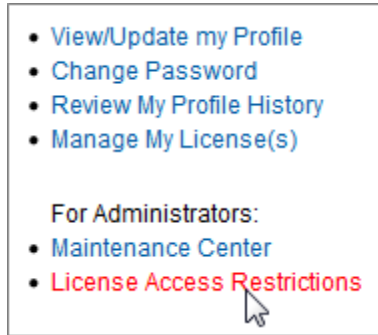 View/Update my Profile
Change Password
Review My Profile History
Manage My License(s)
For Administrators:
Maintenance Center
License Access Restrictions